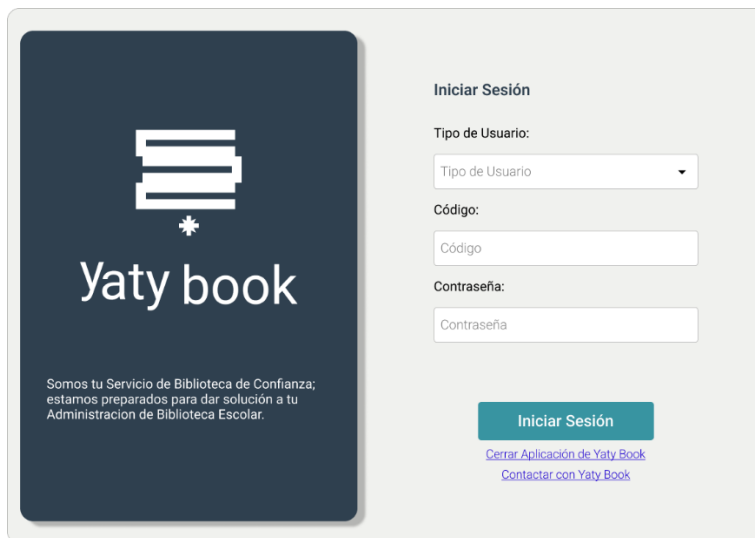 Yaty book
Somos tu Servicio de Biblioteca de Confianza;
estamos preparados para dar solución a tu
Administracion de Biblioteca Escolar.
Iniciar Sesión
Tipo de Usuario:
Tipo de Usuario
Código:
Código
Contraseña:
Contraseña
Iniciar Sesión
Cerrar Aplicación de Yaty Book
Contactar con Yaty Book